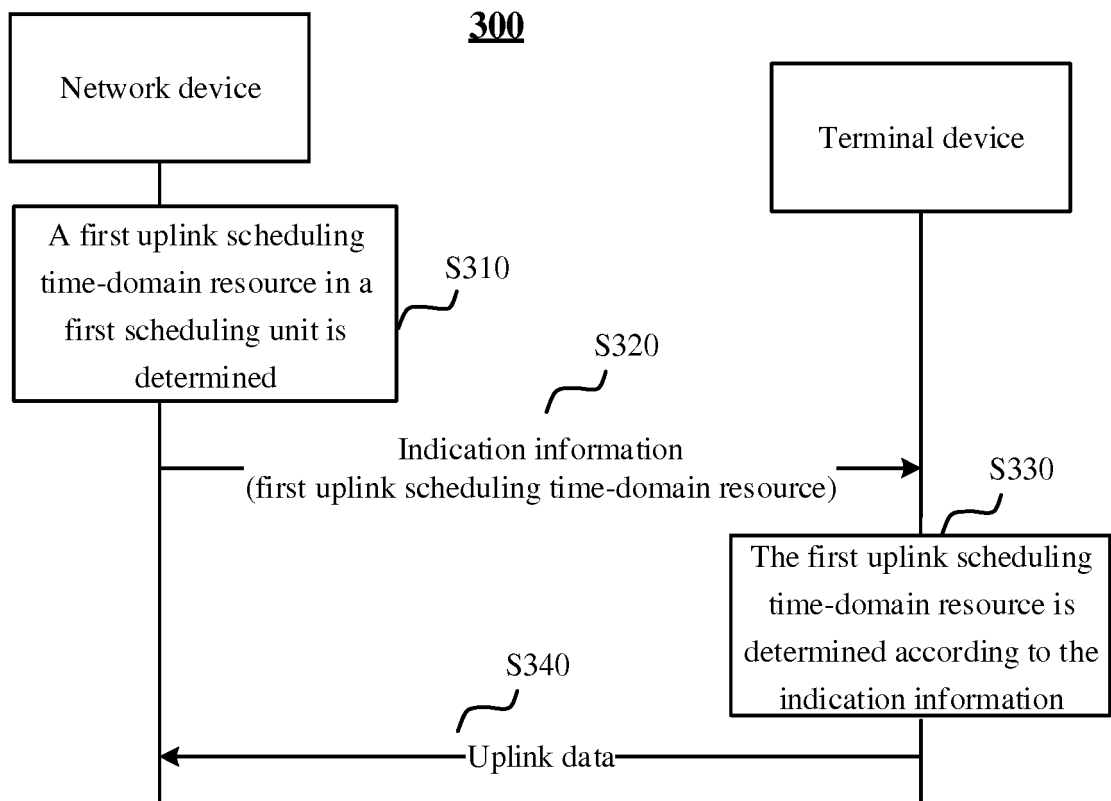 300
Network device
Terminal device
A first uplink scheduling
time-domain resource in a
first scheduling unit is
determined
S310
S320
Indication information
(first uplink scheduling time-domain resource)
S330
The first uplink scheduling
time-domain resource is
determined according to the
indication information
S340
Uplink data